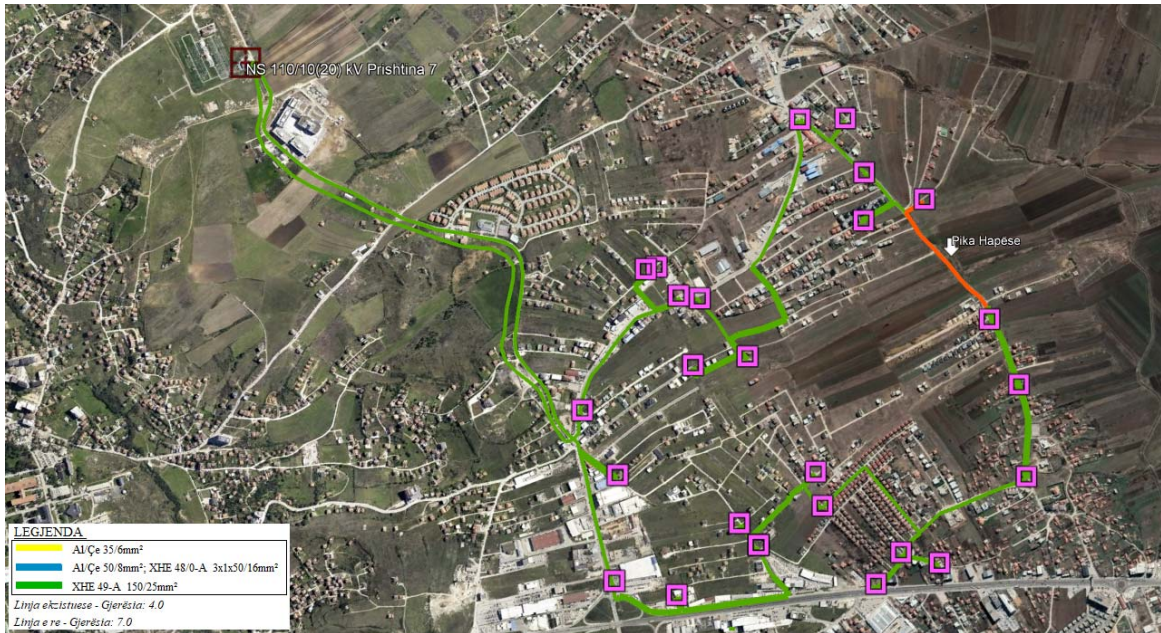 NS 110/10(20) kV Prishtina 7
Pika Hapëse
LEGJENDA
Al/Çe 35/6mm²
Al/Çe 50/8mm²; XHE 48/0-A 3x1x50/16mm²
XHE 49-A 150/25mm²
Linja ekzistuese - Gjerësia: 4.0
Linja e re - Gjerësia: 7.0